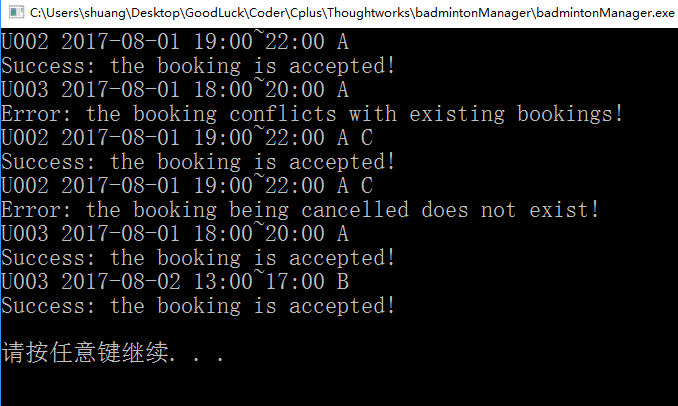 C:\Users\shuang\Desktop\GoodLuck\Coder\Cplus\Thoughtworks\badmintonManager\badmintonManager.exe
U002 2017-08-01 19:00~22:00 A
Success: the booking is accepted!
U003 2017-08-01 18:00~20:00 A
Error: the booking conflicts with existing bookings!
U002 2017-08-01 19:00~22:00 A C
Success: the booking is accepted!
U002 2017-08-01 19:00~22:00 A C
Error: the booking being cancelled does not exist!
U003 2017-08-01 18:00~20:00 A
Success: the booking is accepted!
U003 2017-08-02 13:00~17:00 B
Success: the booking is accepted!
请按任意键继续. . .